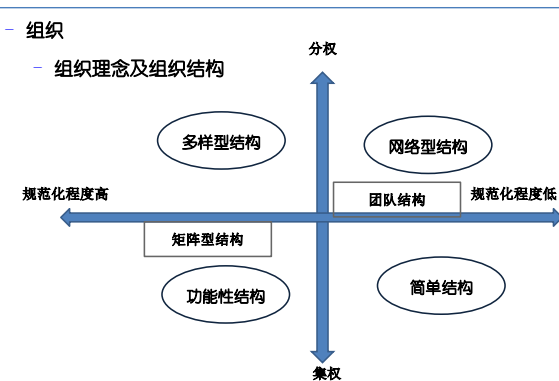 – 组织
– 组织理念及组织结构
分权
多样型结构
网络型结构
规范化程度高
团队结构
规范化程度低
矩阵型结构
功能性结构
简单结构
集权